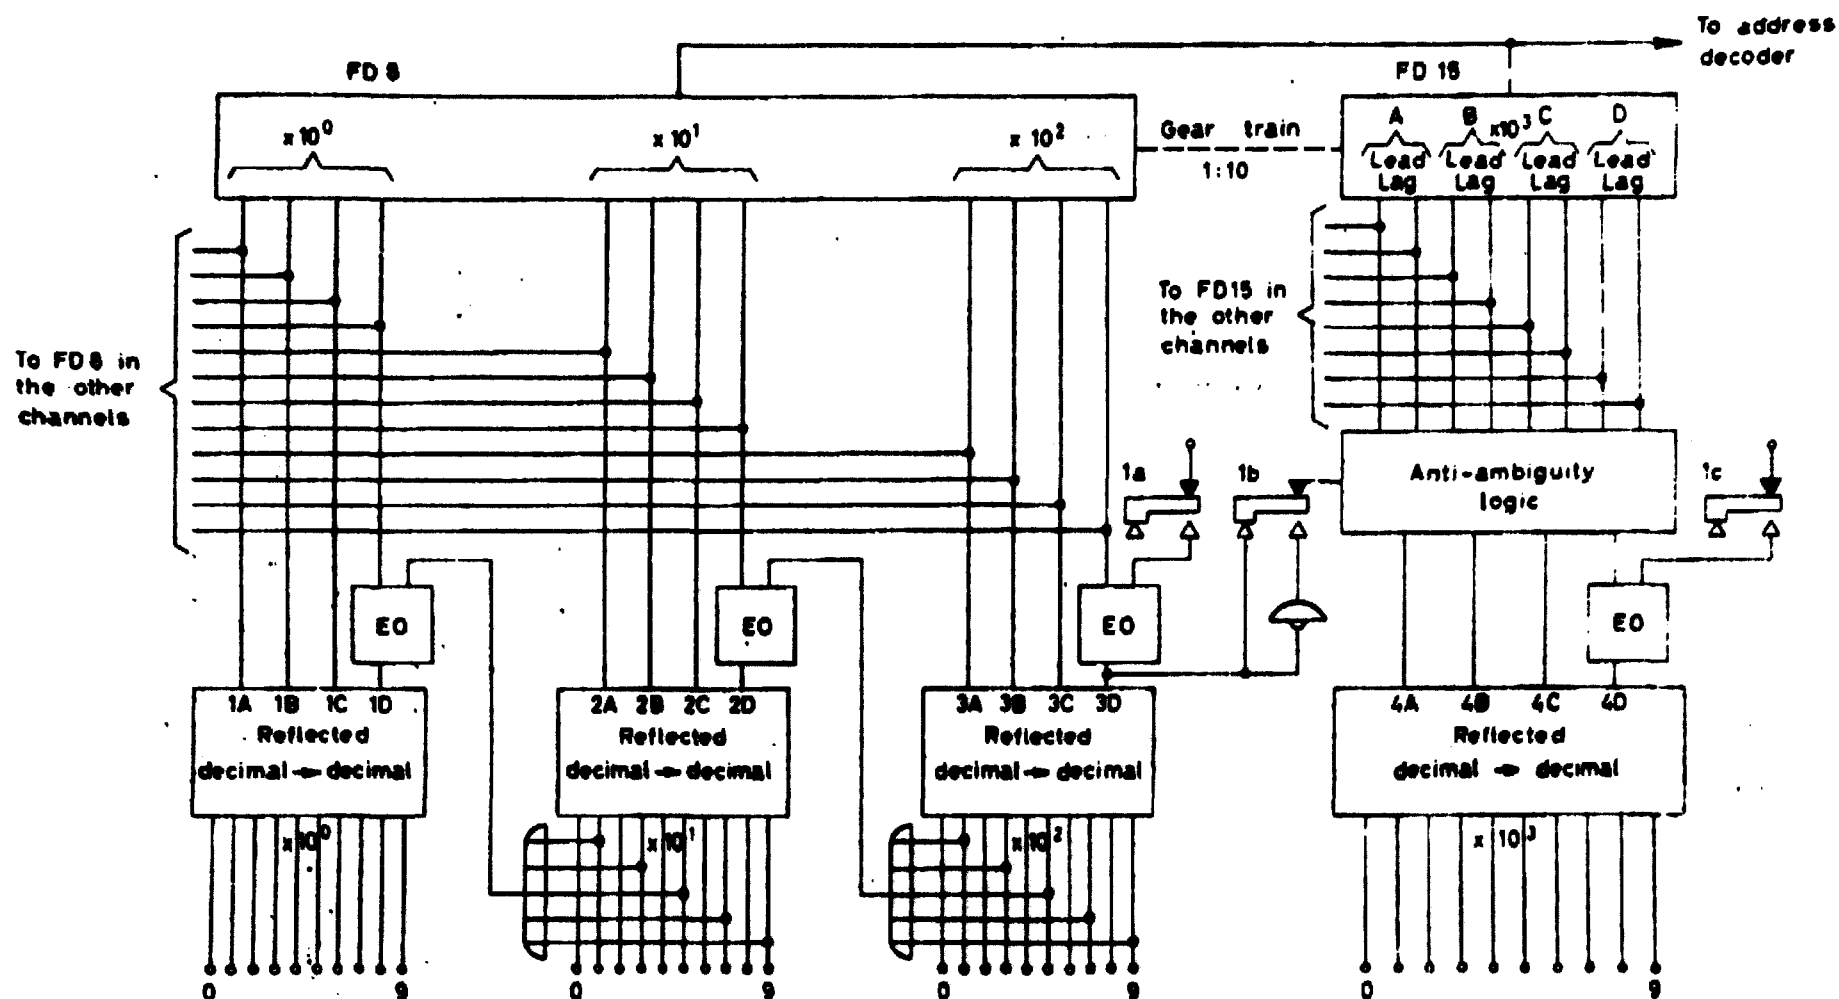 To address
decoder
FD 8
FD 15
x 10⁰
x 10¹
x 10²
Gear train
1:10
A B x10³ C D
Lead Lead Lead Lead
Lag Lag Lag Lag
To FD 8 in
the other
channels
To FD15 in
the other
channels
1a
1b
Anti-ambiguity
logic
1c
EO
EO
EO
EO
1A 1B 1C 1D
Reflected
decimal → decimal
x 10⁰
0 9
2A 2B 2C 2D
Reflected
decimal → decimal
x 10¹
0 9
3A 3B 3C 3D
Reflected
decimal → decimal
x 10²
0 9
4A 4B 4C 4D
Reflected
decimal → decimal
x 10³
0 9